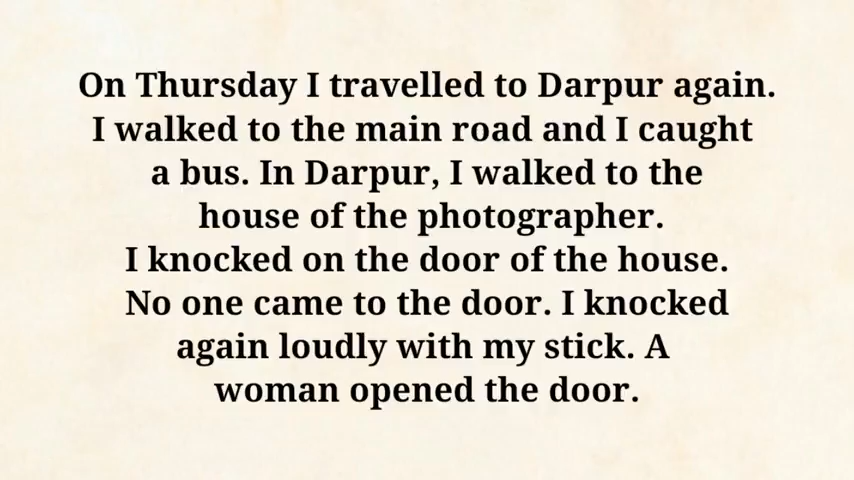 On Thursday I travelled to Darpur again.
I walked to the main road and I caught
a bus. In Darpur, I walked to the
house of the photographer.
I knocked on the door of the house.
No one came to the door. I knocked
again loudly with my stick. A
woman opened the door.